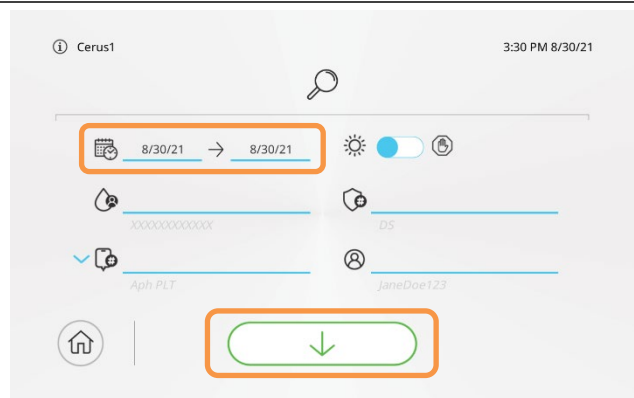 Cerus1
3:30 PM 8/30/21
8/30/21 → 8/30/21
XXXXXXXXXXXX
DS
Aph PLT
JaneDoe123